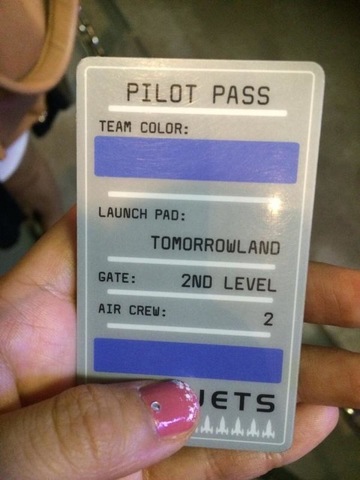 PILOT PASS
TEAM COLOR:
LAUNCH PAD:
TOMORROWLAND
GATE: 2ND LEVEL
AIR CREW: 2
JETS